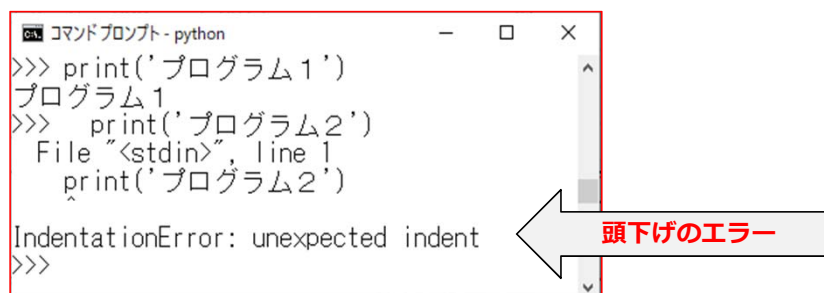 コマンド プロンプト - python
>>> print('プログラム１')
プログラム１
>>>  print('プログラム２')
  File "<stdin>", line 1
    print('プログラム２')
    ^
IndentationError: unexpected indent
頭下げのエラー
>>>